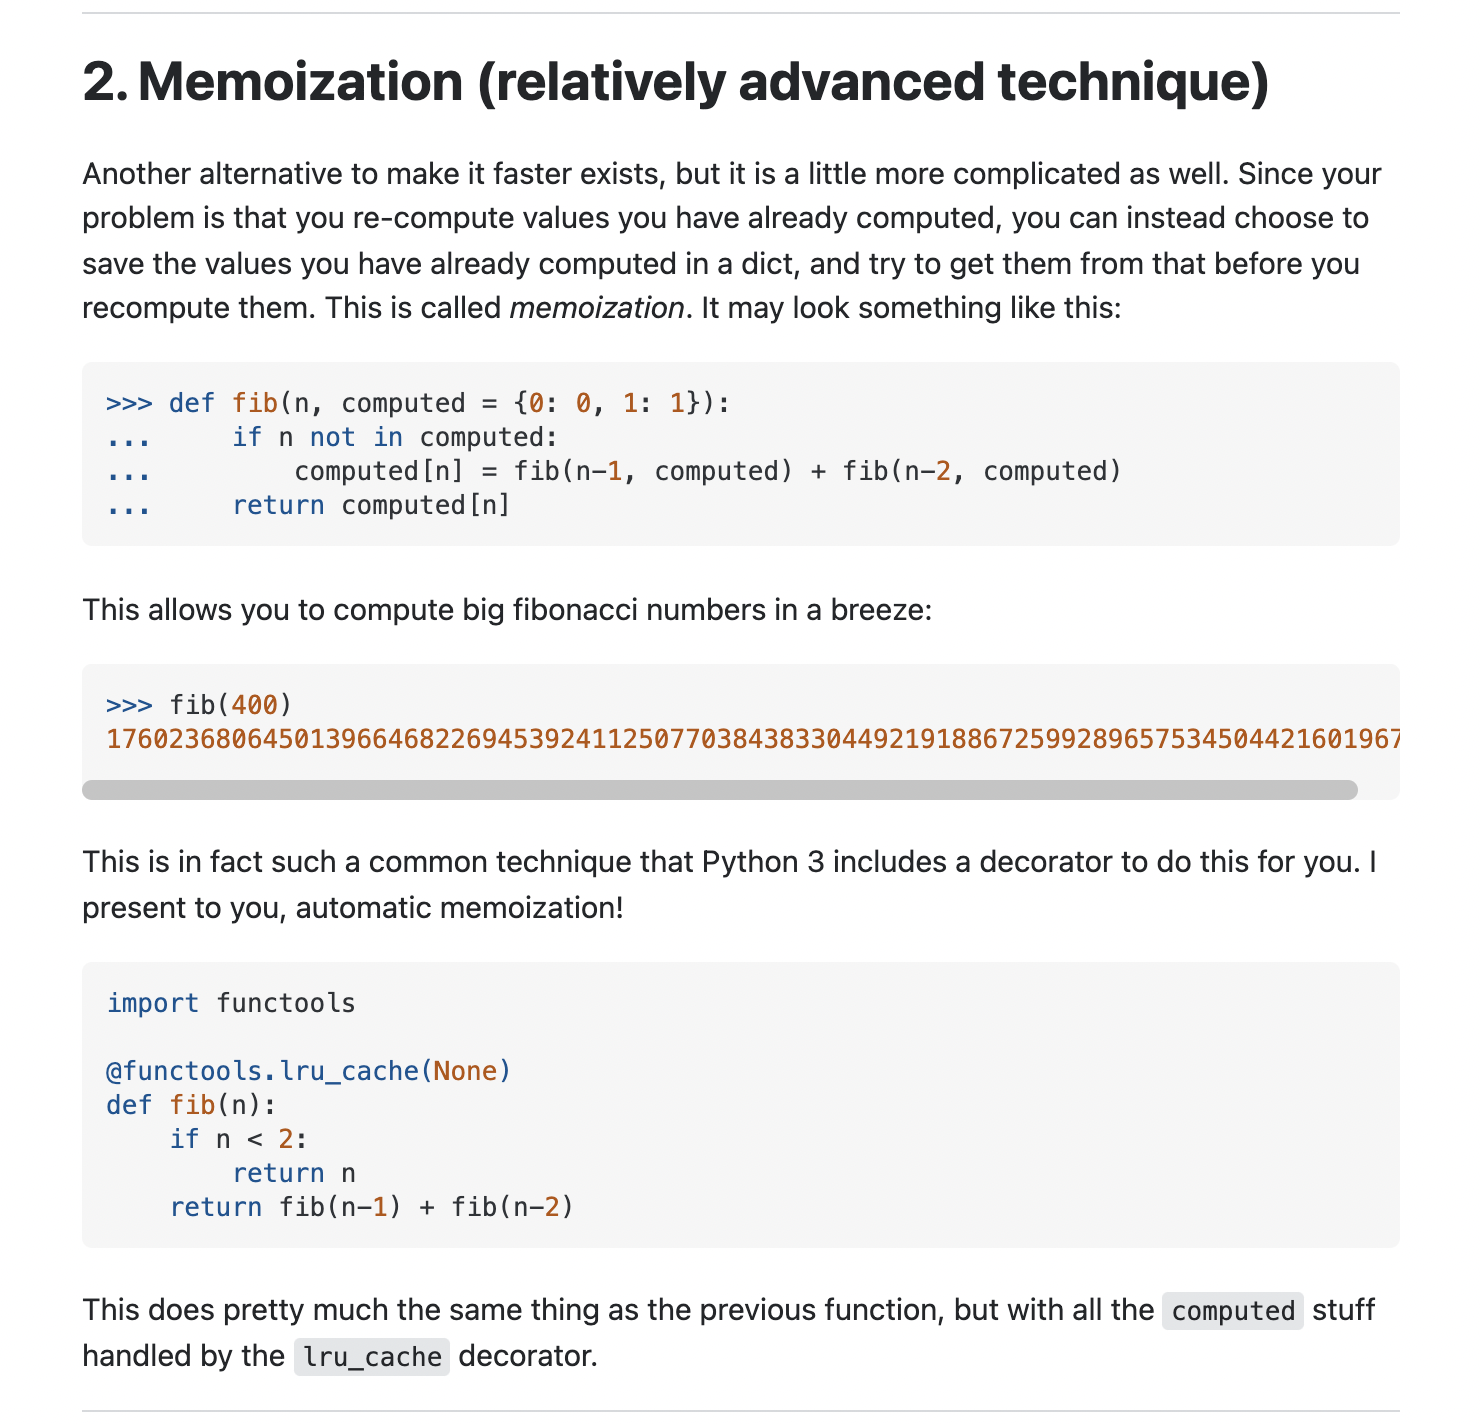 2. Memoization (relatively advanced technique)
Another alternative to make it faster exists, but it is a little more complicated as well. Since your
problem is that you re-compute values you have already computed, you can instead choose to
save the values you have already computed in a dict, and try to get them from that before you
recompute them. This is called memoization. It may look something like this:
>>> def fib(n, computed = {0: 0, 1: 1}):
...     if n not in computed:
...         computed[n] = fib(n-1, computed) + fib(n-2, computed)
...     return computed[n]
This allows you to compute big fibonacci numbers in a breeze:
>>> fib(400)
17602368064501396646822694539241125077038438330449219188672599289657534504421601967
This is in fact such a common technique that Python 3 includes a decorator to do this for you. I
present to you, automatic memoization!
import functools
@functools.lru_cache(None)
def fib(n):
    if n < 2:
        return n
    return fib(n-1) + fib(n-2)
This does pretty much the same thing as the previous function, but with all the computed stuff
handled by the lru_cache decorator.